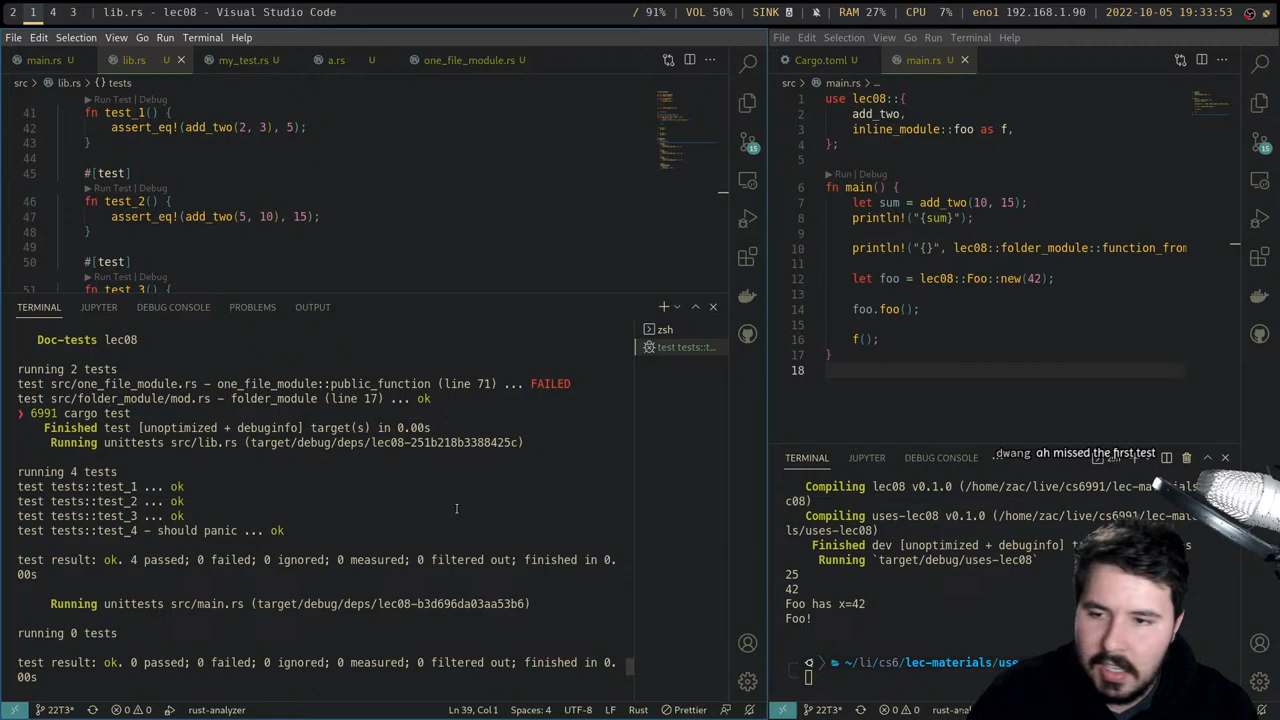 2 1 4 3 lib.rs - lec08 - Visual Studio Code / 91% VOL 50% SINK RAM 27% CPU 7% eno1 192.168.1.90 2022-10-05 19:33:53
File Edit Selection View Go Run Terminal Help
main.rs U lib.rs U my_test.rs U a.rs U one_file_module.rs U
src > lib.rs > {} tests
Run Test | Debug
41 fn test_1() {
42 assert_eq!(add_two(2, 3), 5);
43 }
44
45 #[test]
Run Test | Debug
46 fn test_2() {
47 assert_eq!(add_two(5, 10), 15);
48 }
49
50 #[test]
Run Test | Debug
fn test_3() {
TERMINAL JUPYTER DEBUG CONSOLE PROBLEMS OUTPUT
zsh
test tests::t...
Doc-tests lec08
running 2 tests
test src/one_file_module.rs - one_file_module::public_function (line 71) ... FAILED
test src/folder_module/mod.rs - folder_module (line 17) ... ok
❯ 6991 cargo test
Finished test [unoptimized + debuginfo] target(s) in 0.00s
Running unittests src/lib.rs (target/debug/deps/lec08-251b218b3388425c)
running 4 tests
test tests::test_1 ... ok
test tests::test_2 ... ok
test tests::test_3 ... ok
test tests::test_4 - should panic ... ok
test result: ok. 4 passed; 0 failed; 0 ignored; 0 measured; 0 filtered out; finished in 0.
00s
Running unittests src/main.rs (target/debug/deps/lec08-b3d696da03aa53b6)
running 0 tests
test result: ok. 0 passed; 0 failed; 0 ignored; 0 measured; 0 filtered out; finished in 0.
00s
22T3* 0 0 rust-analyzer Ln 39, Col 1 Spaces: 4 UTF-8 LF Rust Prettier
File Edit Selection View Go Run Terminal Help
Cargo.toml U main.rs U
src > main.rs > ...
1 use lec08::{
2 add_two,
3 inline_module::foo as f,
4 };
5
Run | Debug
6 fn main() {
7 let sum = add_two(10, 15);
8 println!("{sum}");
9
10 println!("{}", lec08::folder_module::function_from
11
12 let foo = lec08::Foo::new(42);
13
14 foo.foo();
15
16 f();
17 }
18
15
15
dwang ah missed the first test
TERMINAL JUPYTER DEBUG CONSOLE ...
Compiling lec08 v0.1.0 (/home/zac/live/cs6991/lec-materials
c08)
Compiling uses-lec08 v0.1.0 (/home/zac/live/cs6991/lec-mate
ls/uses-lec08)
Finished dev [unoptimized + debuginfo]
Running `target/debug/uses-lec08`
25
42
Foo has x=42
Foo!
~/li/cs6/lec-materials/use
22T3* 0 0 rust-an